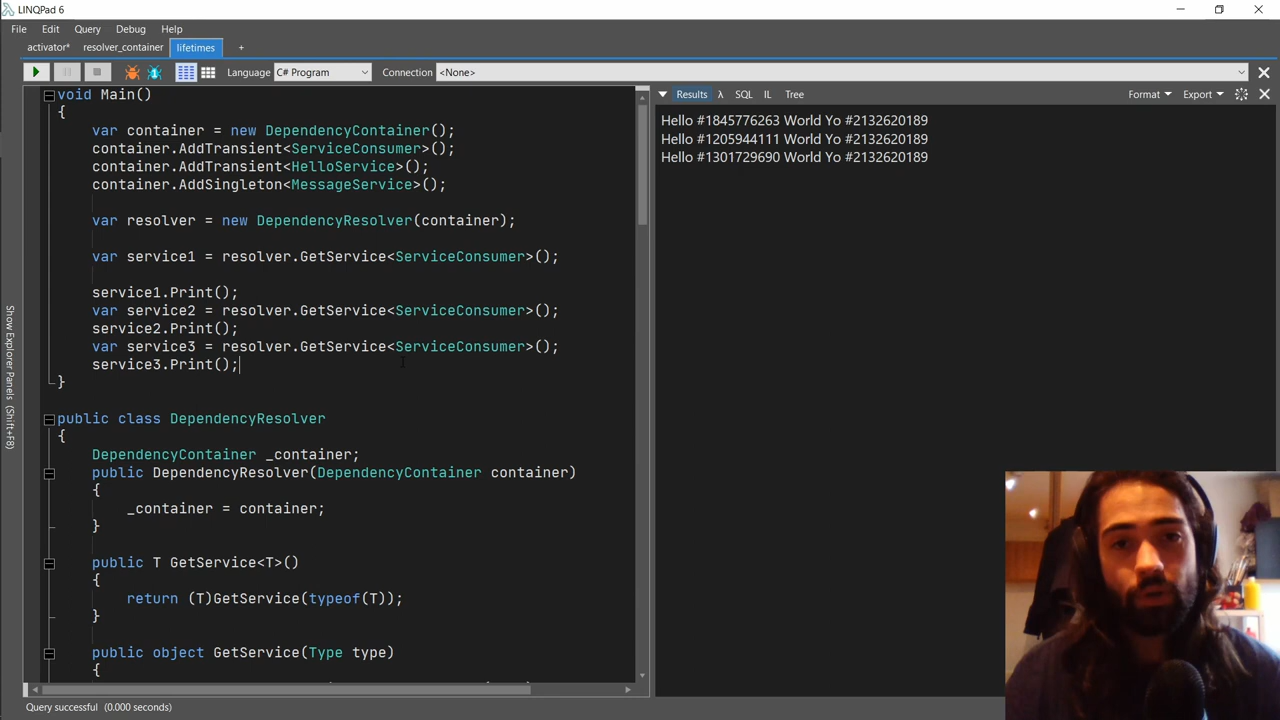 LINQPad 6
File Edit Query Debug Help
activator* resolver_container lifetimes +
Language C# Program Connection <None>
void Main()
{
var container = new DependencyContainer();
container.AddTransient<ServiceConsumer>();
container.AddTransient<HelloService>();
container.AddSingleton<MessageService>();
var resolver = new DependencyResolver(container);
var service1 = resolver.GetService<ServiceConsumer>();
service1.Print();
var service2 = resolver.GetService<ServiceConsumer>();
service2.Print();
var service3 = resolver.GetService<ServiceConsumer>();
service3.Print();
}
public class DependencyResolver
{
DependencyContainer _container;
public DependencyResolver(DependencyContainer container)
{
_container = container;
}
public T GetService<T>()
{
return (T)GetService(typeof(T));
}
public object GetService(Type type)
{
Results λ SQL IL Tree Format Export
Hello #1845776263 World Yo #2132620189
Hello #1205944111 World Yo #2132620189
Hello #1301729690 World Yo #2132620189
Show Explorer Panels (Shift+F8)
Query successful (0.000 seconds)